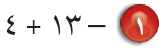 ١ – ١٣ + ٤